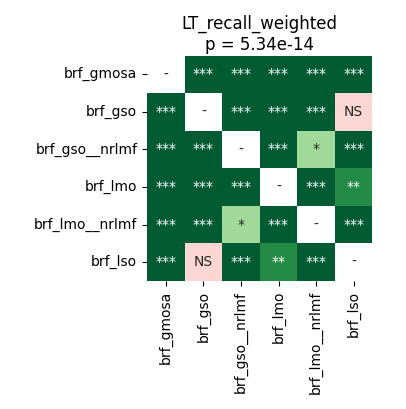 LT_recall_weighted
p = 5.34e-14
brf_gmosa - *** *** *** *** ***
brf_gso *** - *** *** *** NS
brf_gso__nrlmf *** *** - *** * ***
brf_lmo *** *** *** - *** **
brf_lmo__nrlmf *** *** * *** - ***
brf_lso *** NS *** ** *** -
brf_gmosa brf_gso brf_gso__nrlmf brf_lmo brf_lmo__nrlmf brf_lso